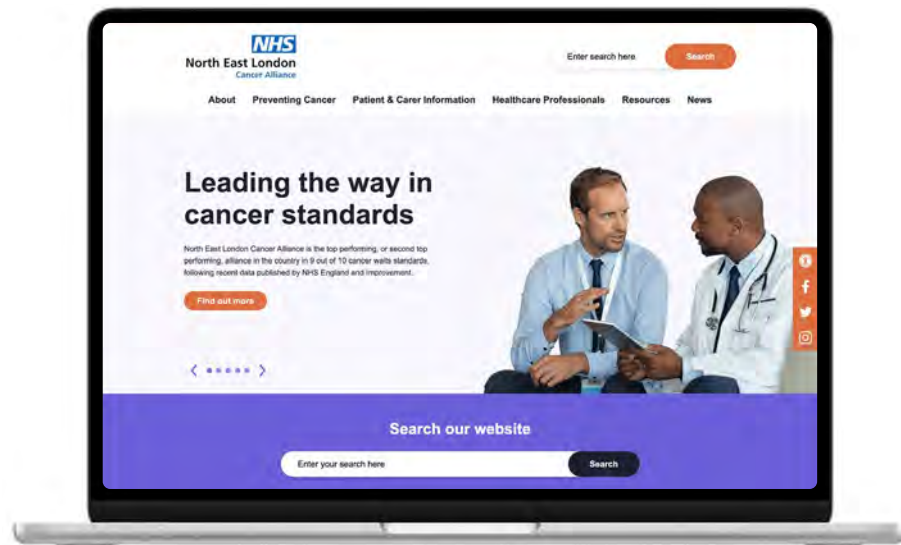 NHS
North East London
Cancer Alliance
Enter search here
Search
About Preventing Cancer Patient & Carer Information Healthcare Professionals Resources News
Leading the way in
cancer standards
North East London Cancer Alliance is the top performing, or second top
performing, alliance in the country in 9 out of 10 cancer waits standards,
following recent data published by NHS England and improvement.
Find out more
Search our website
Enter your search here
Search